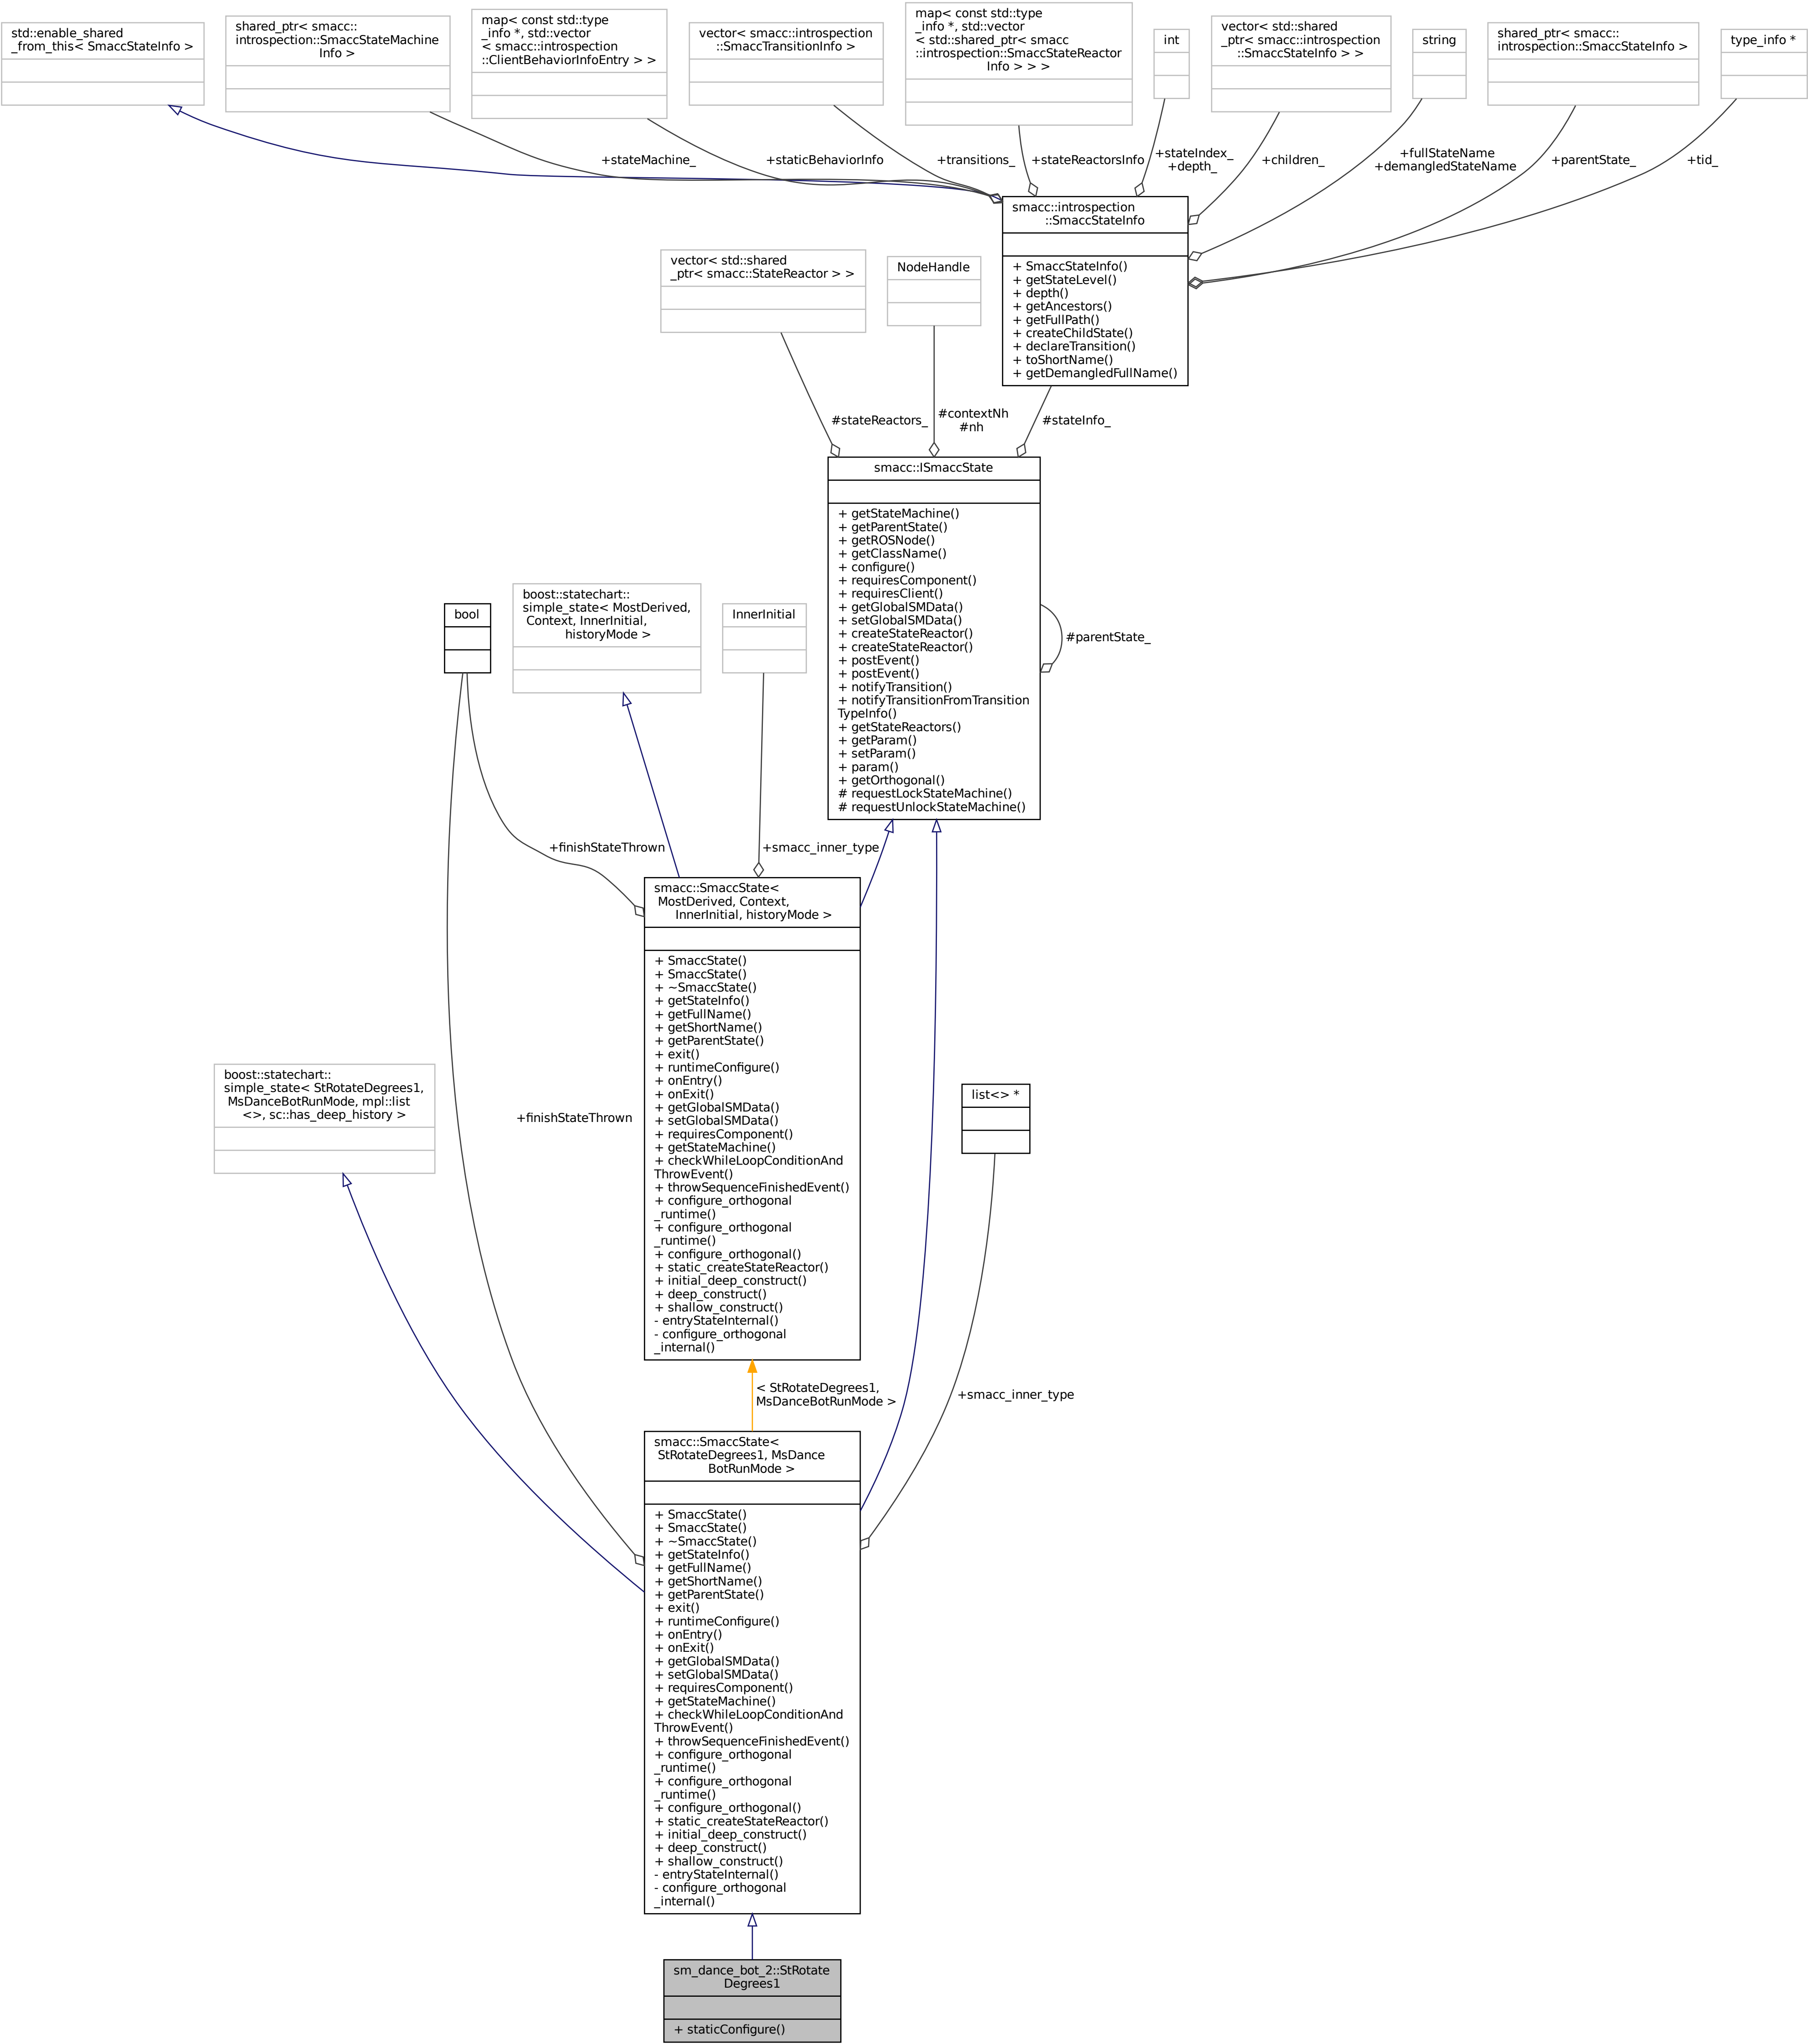 std::enable_shared
_from_this< SmaccStateInfo >
shared_ptr< smacc::
introspection::SmaccStateMachine
Info >
map< const std::type
_info *, std::vector
< smacc::introspection
::ClientBehaviorInfoEntry > >
vector< smacc::introspection
::SmaccTransitionInfo >
map< const std::type
_info *, std::vector
< std::shared_ptr< smacc
::introspection::SmaccStateReactor
Info > > >
int
vector< std::shared
_ptr< smacc::introspection
::SmaccStateInfo > >
string
shared_ptr< smacc::
introspection::SmaccStateInfo >
type_info *
+stateMachine_
+staticBehaviorInfo
+transitions_
+stateReactorsInfo
+stateIndex_
+depth_
+children_
+fullStateName
+demangledStateName
+parentState_
+tid_
smacc::introspection
::SmaccStateInfo
+ SmaccStateInfo()
+ getStateLevel()
+ depth()
+ getAncestors()
+ getFullPath()
+ createChildState()
+ declareTransition()
+ toShortName()
+ getDemangledFullName()
vector< std::shared
_ptr< smacc::StateReactor > >
NodeHandle
#stateReactors_
#contextNh
#nh
#stateInfo_
smacc::ISmaccState
+ getStateMachine()
+ getParentState()
+ getROSNode()
+ getClassName()
+ configure()
+ requiresComponent()
+ requiresClient()
+ getGlobalSMData()
+ setGlobalSMData()
+ createStateReactor()
+ createStateReactor()
+ postEvent()
+ postEvent()
+ notifyTransition()
+ notifyTransitionFromTransition
TypeInfo()
+ getStateReactors()
+ getParam()
+ setParam()
+ param()
+ getOrthogonal()
# requestLockStateMachine()
# requestUnlockStateMachine()
#parentState_
bool
boost::statechart::
simple_state< MostDerived,
Context, InnerInitial,
historyMode >
InnerInitial
+finishStateThrown
+smacc_inner_type
smacc::SmaccState<
MostDerived, Context,
InnerInitial, historyMode >
+ SmaccState()
+ SmaccState()
+ ~SmaccState()
+ getStateInfo()
+ getFullName()
+ getShortName()
+ getParentState()
+ exit()
+ runtimeConfigure()
+ onEntry()
+ onExit()
+ getGlobalSMData()
+ setGlobalSMData()
+ requiresComponent()
+ getStateMachine()
+ checkWhileLoopConditionAnd
ThrowEvent()
+ throwSequenceFinishedEvent()
+ configure_orthogonal
_runtime()
+ configure_orthogonal
_runtime()
+ configure_orthogonal()
+ static_createStateReactor()
+ initial_deep_construct()
+ deep_construct()
+ shallow_construct()
- entryStateInternal()
- configure_orthogonal
_internal()
boost::statechart::
simple_state< StRotateDegrees1,
MsDanceBotRunMode, mpl::list
<>, sc::has_deep_history >
+finishStateThrown
list<> *
< StRotateDegrees1,
MsDanceBotRunMode >
+smacc_inner_type
smacc::SmaccState<
StRotateDegrees1, MsDance
BotRunMode >
+ SmaccState()
+ SmaccState()
+ ~SmaccState()
+ getStateInfo()
+ getFullName()
+ getShortName()
+ getParentState()
+ exit()
+ runtimeConfigure()
+ onEntry()
+ onExit()
+ getGlobalSMData()
+ setGlobalSMData()
+ requiresComponent()
+ getStateMachine()
+ checkWhileLoopConditionAnd
ThrowEvent()
+ throwSequenceFinishedEvent()
+ configure_orthogonal
_runtime()
+ configure_orthogonal
_runtime()
+ configure_orthogonal()
+ static_createStateReactor()
+ initial_deep_construct()
+ deep_construct()
+ shallow_construct()
- entryStateInternal()
- configure_orthogonal
_internal()
sm_dance_bot_2::StRotate
Degrees1
+ staticConfigure()